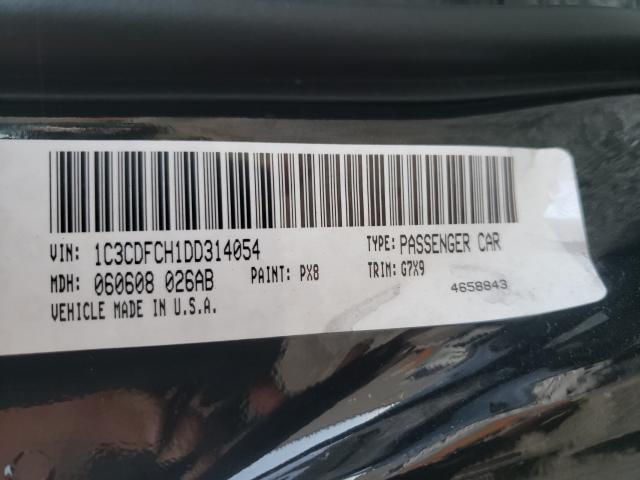 VIN: 1C3CDFCH1DD314054 TYPE: PASSENGER CAR
MDH: 060608 026AB PAINT: PX8 TRIM: G7X9
VEHICLE MADE IN U.S.A. 4658843